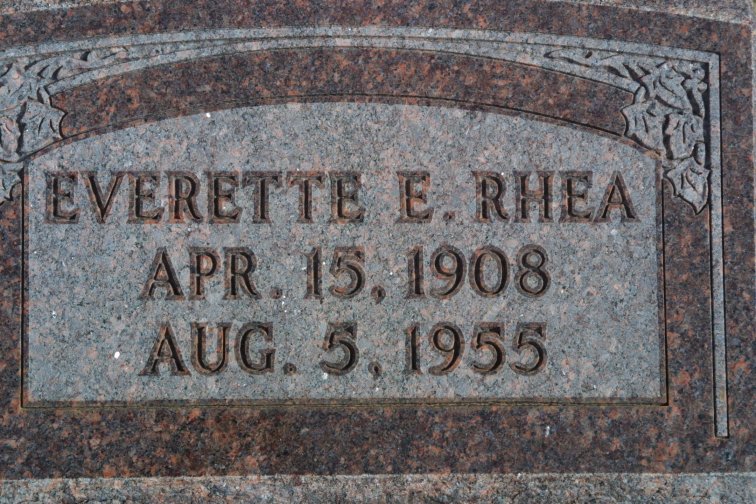 EVERETTE E. RHEA
APR. 15, 1908
AUG. 5, 1955